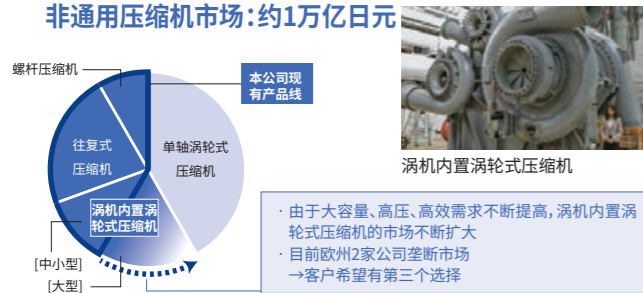 非通用压缩机市场：约1万亿日元
螺杆压缩机
本公司现
有产品线
往复式
压缩机
单轴涡轮式
压缩机
涡机内置涡
轮式压缩机
[中小型]
[大型]
涡机内置涡轮式压缩机
· 由于大容量、高压、高效需求不断提高，涡机内置涡
轮式压缩机的市场不断扩大
· 目前欧州2家公司垄断市场
→客户希望有第三个选择